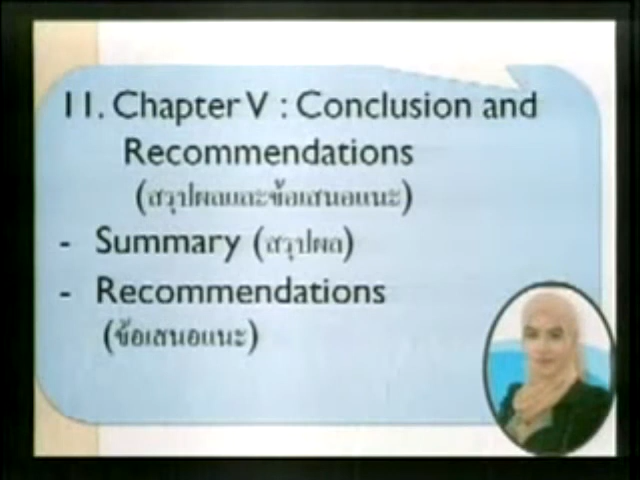 11. Chapter V : Conclusion and
Recommendations
(สรุปผลและข้อเสนอแนะ)
- Summary (สรุปผล)
- Recommendations
(ข้อเสนอแนะ)